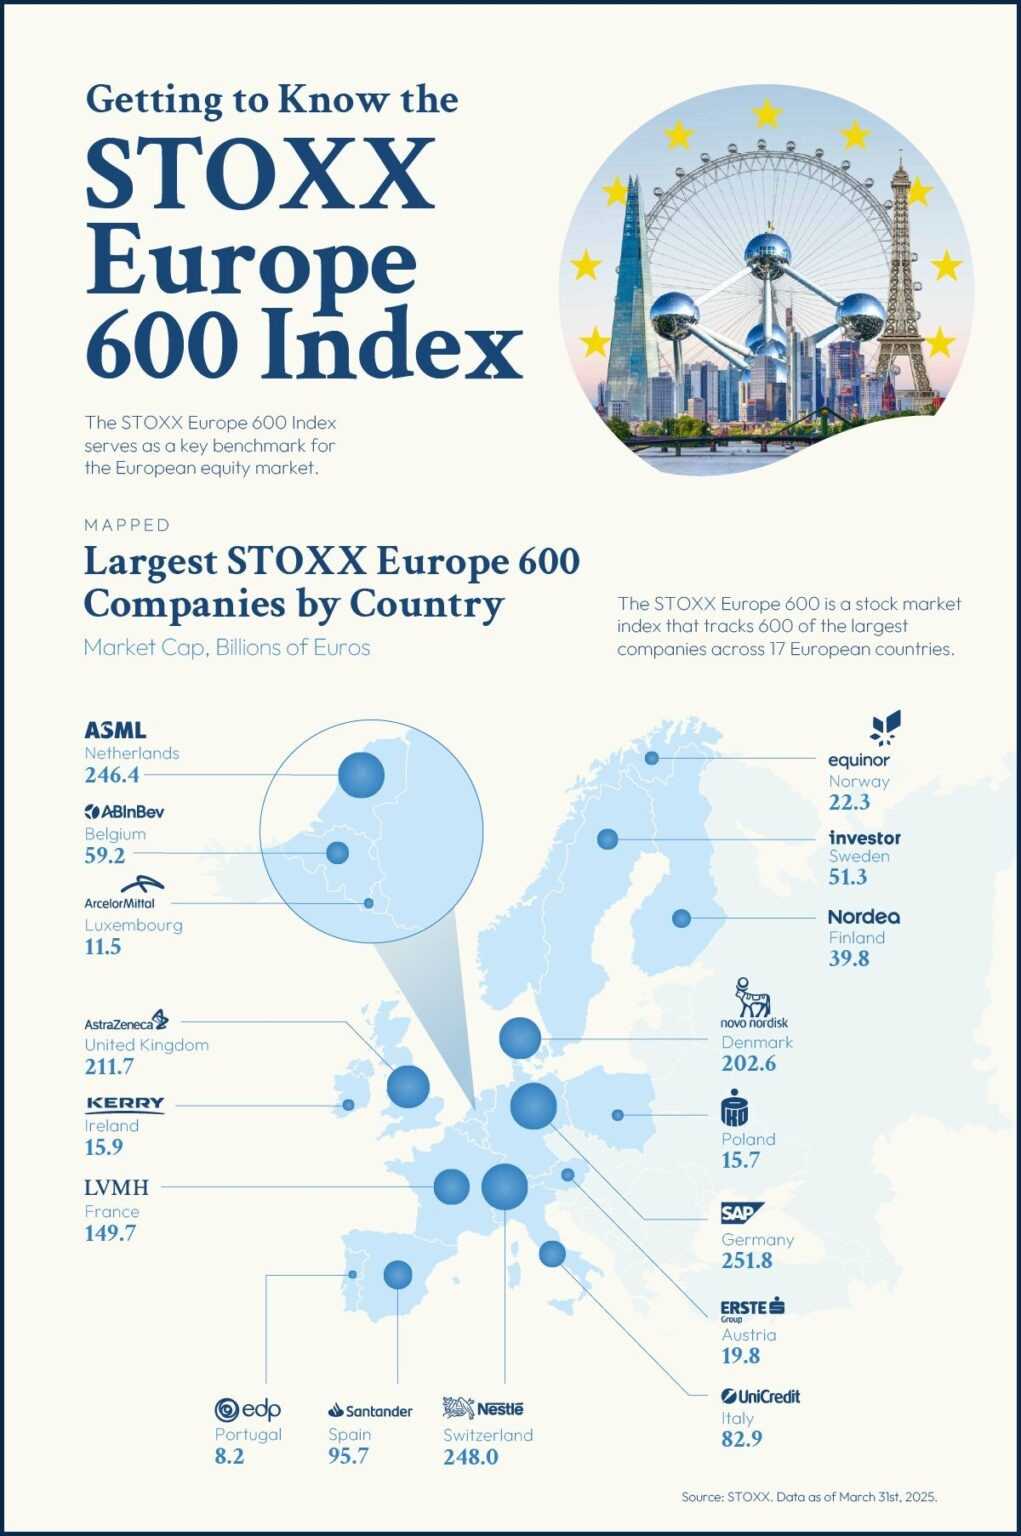 Getting to Know the
STOXX
Europe
600 Index
The STOXX Europe 600 Index
serves as a key benchmark for
the European equity market.
MAPPED
Largest STOXX Europe 600
Companies by Country
Market Cap, Billions of Euros
The STOXX Europe 600 is a stock market
index that tracks 600 of the largest
companies across 17 European countries.
ASML
Netherlands
246.4
ABInBev
Belgium
59.2
ArcelorMittal
Luxembourg
11.5
AstraZeneca
United Kingdom
211.7
KERRY
Ireland
15.9
LVMH
France
149.7
equinor
Norway
22.3
investor
Sweden
51.3
Nordea
Finland
39.8
novo nordisk
Denmark
202.6
PKO
Poland
15.7
SAP
Germany
251.8
ERSTE
Group
Austria
19.8
UniCredit
Italy
82.9
edp
Portugal
8.2
Santander
Spain
95.7
Nestlé
Switzerland
248.0
Source: STOXX. Data as of March 31st, 2025.